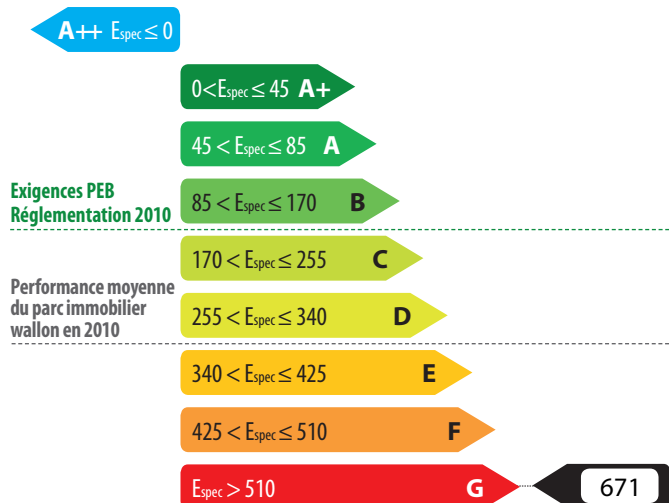 A++ Espec ≤ 0
0 < Espec ≤ 45 A+
45 < Espec ≤ 85 A
Exigences PEB
Réglementation 2010
85 < Espec ≤ 170 B
170 < Espec ≤ 255 C
Performance moyenne
du parc immobilier
wallon en 2010
255 < Espec ≤ 340 D
340 < Espec ≤ 425 E
425 < Espec ≤ 510 F
Espec > 510 G 671